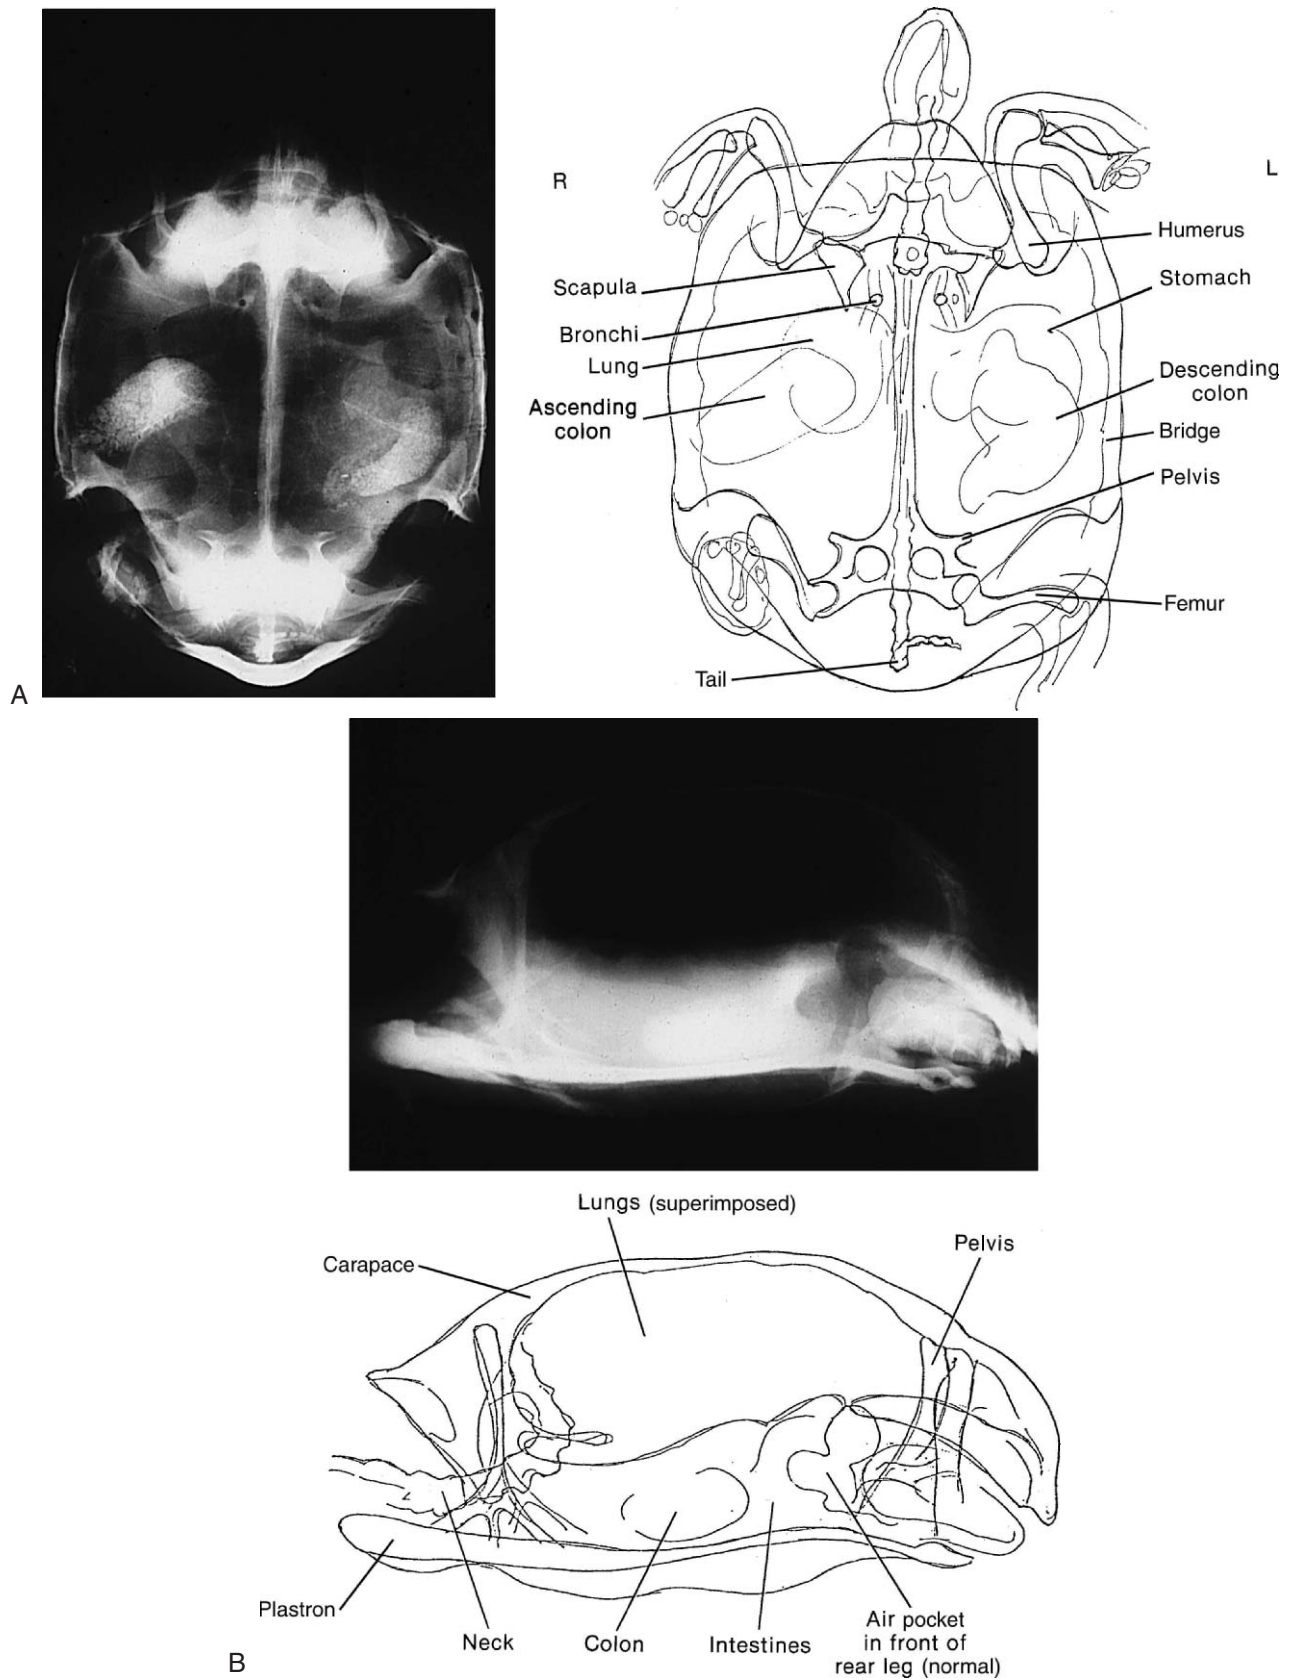 R
L
Humerus
Scapula
Stomach
Bronchi
Lung
Descending
colon
Ascending
colon
Bridge
Pelvis
Femur
Tail
A
Lungs (superimposed)
Pelvis
Carapace
Plastron
Neck
Colon
Intestines
Air pocket
in front of
rear leg (normal)
B